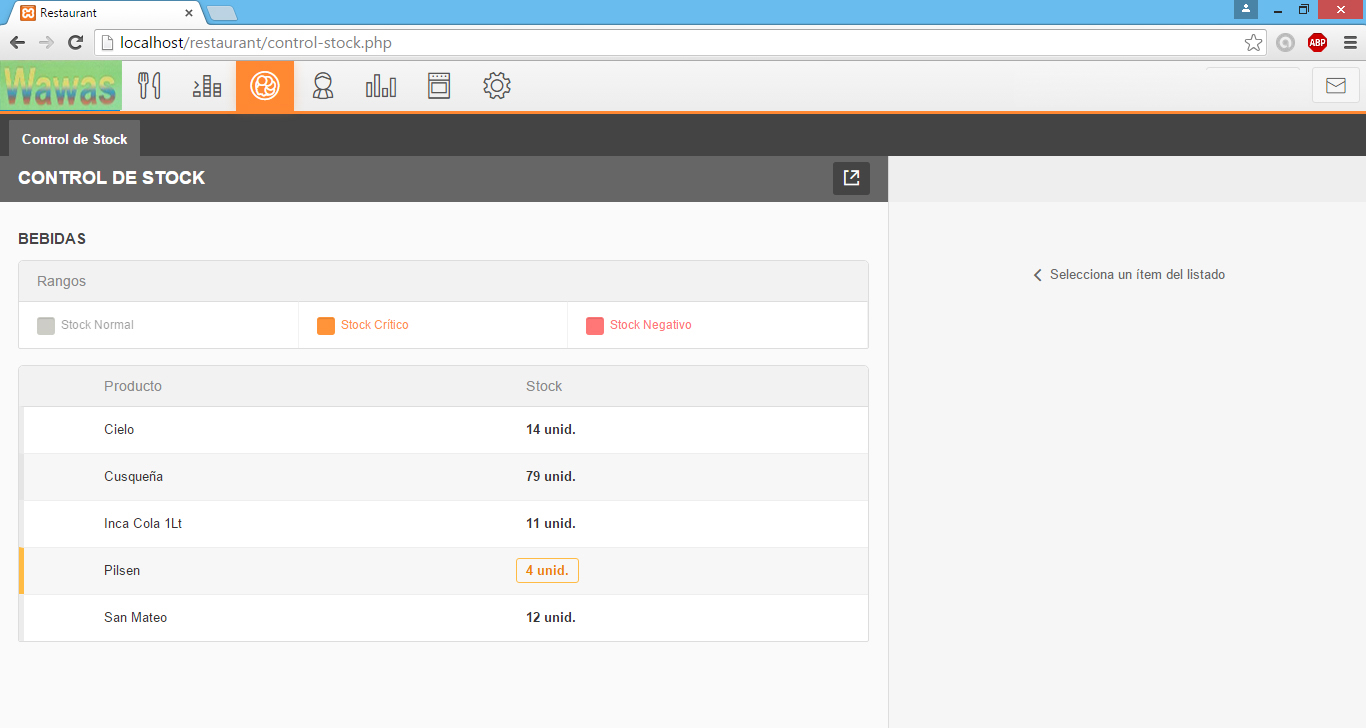 Restaurant
localhost/restaurant/control-stock.php
ABP
Wawas
Control de Stock
CONTROL DE STOCK
BEBIDAS
Selecciona un ítem del listado
Rangos
Stock Normal Stock Crítico Stock Negativo
Producto Stock
Cielo 14 unid.
Cusqueña 79 unid.
Inca Cola 1Lt 11 unid.
Pilsen 4 unid.
San Mateo 12 unid.